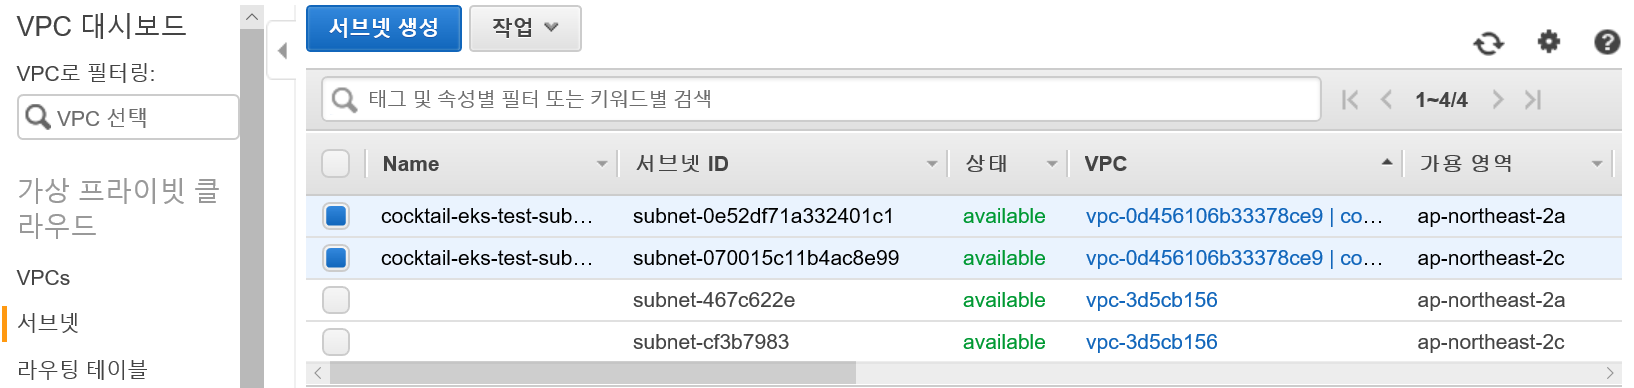 VPC 대시보드
VPC로 필터링:
VPC 선택
가상 프라이빗 클
라우드
VPCs
서브넷
라우팅 테이블
서브넷 생성 작업
태그 및 속성별 필터 또는 키워드별 검색 1~4/4
Name 서브넷 ID 상태 VPC 가용 영역
cocktail-eks-test-sub… subnet-0e52df71a332401c1 available vpc-0d456106b33378ce9 | co… ap-northeast-2a
cocktail-eks-test-sub… subnet-070015c11b4ac8e99 available vpc-0d456106b33378ce9 | co… ap-northeast-2c
subnet-467c622e available vpc-3d5cb156 ap-northeast-2a
subnet-cf3b7983 available vpc-3d5cb156 ap-northeast-2c